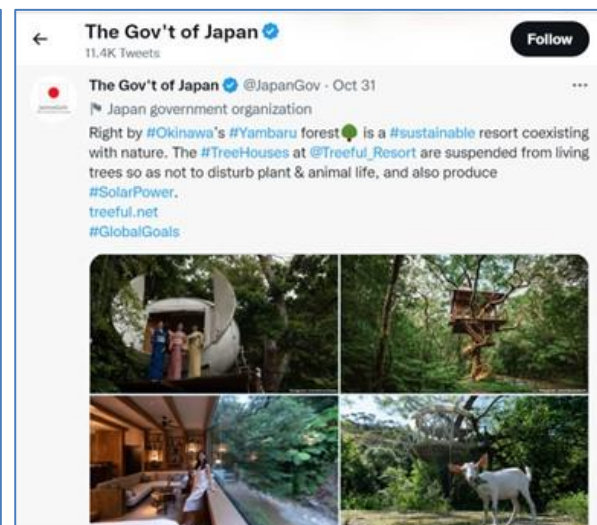 The Gov't of Japan
11.4K Tweets
Follow
The Gov't of Japan @JapanGov · Oct 31
Japan government organization
Right by #Okinawa's #Yambaru forest🌳 is a #sustainable resort coexisting
with nature. The #TreeHouses at @Treeful_Resort are suspended from living
trees so as not to disturb plant & animal life, and also produce
#SolarPower.
treeful.net
#GlobalGoals